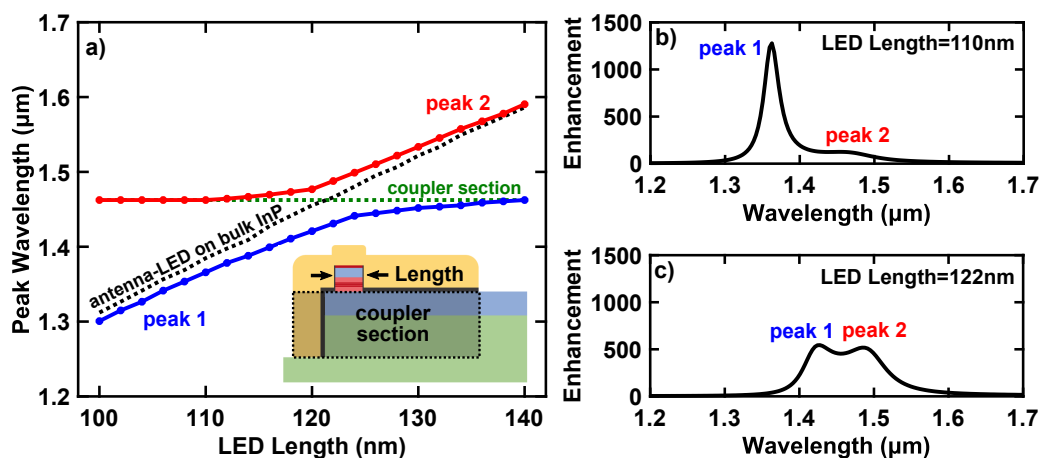 a)
1.7
1.6
1.5
1.4
1.3
1.2
Peak Wavelength (µm)
peak 2
coupler section
antenna-LED on bulk InP
peak 1
Length
coupler
section
100
110
120
130
140
LED Length (nm)
b)
LED Length=110nm
peak 1
peak 2
1500
1000
500
0
Enhancement
1.2
1.3
1.4
1.5
1.6
1.7
Wavelength (µm)
c)
LED Length=122nm
peak 1 peak 2
1500
1000
500
0
Enhancement
1.2
1.3
1.4
1.5
1.6
1.7
Wavelength (µm)